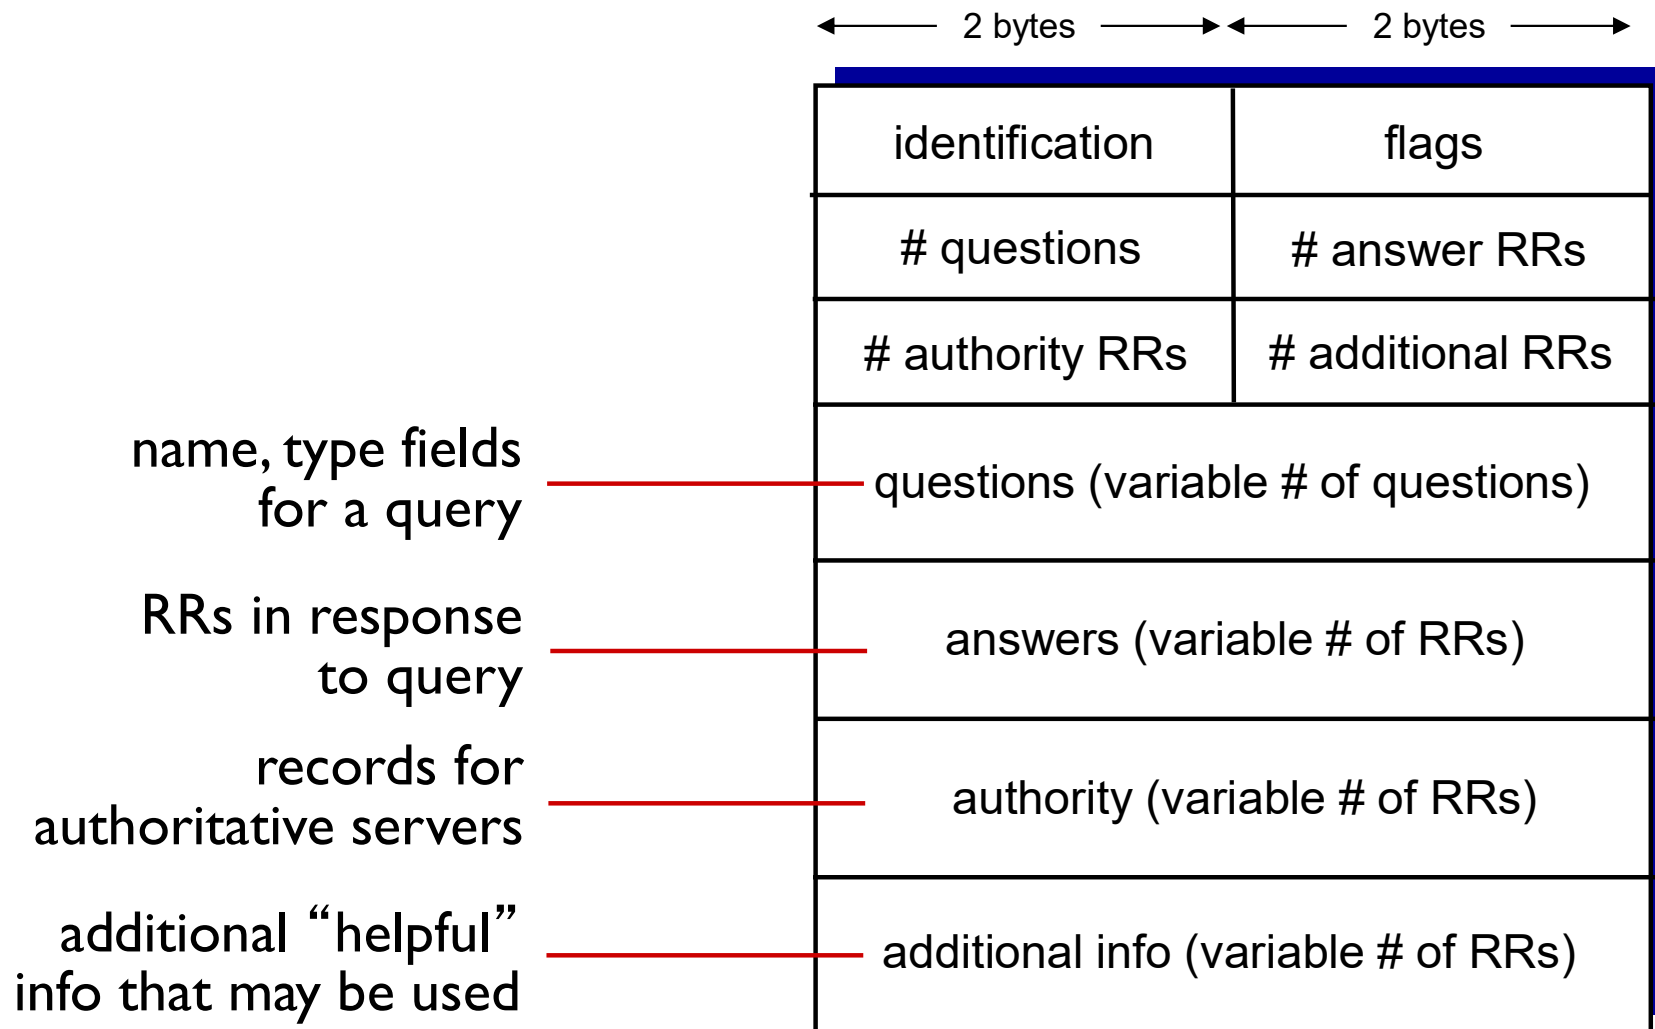 2 bytes 2 bytes
identification flags
# questions # answer RRs
# authority RRs # additional RRs
name, type fields
for a query
questions (variable # of questions)
RRs in response
to query
answers (variable # of RRs)
records for
authoritative servers
authority (variable # of RRs)
additional “helpful”
info that may be used
additional info (variable # of RRs)